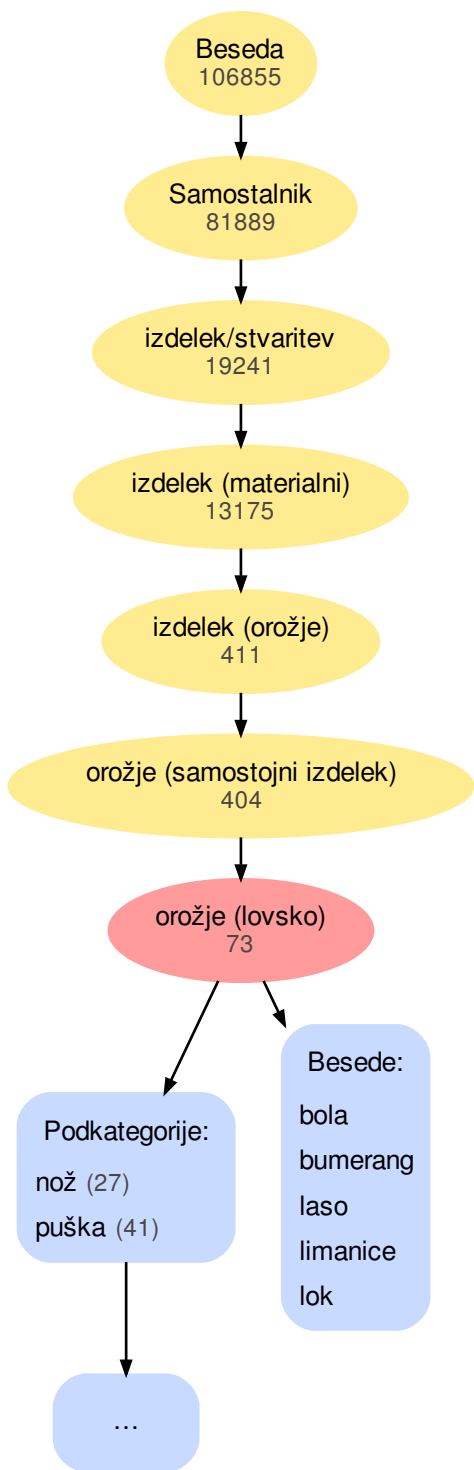 Beseda
106855
Samostalnik
81889
izdelek/stvaritev
19241
izdelek (materialni)
13175
izdelek (orožje)
411
orožje (samostojni izdelek)
404
orožje (lovsko)
73
Podkategorije:
nož (27)
puška (41)
...
Besede:
bola
bumerang
laso
limanice
lok